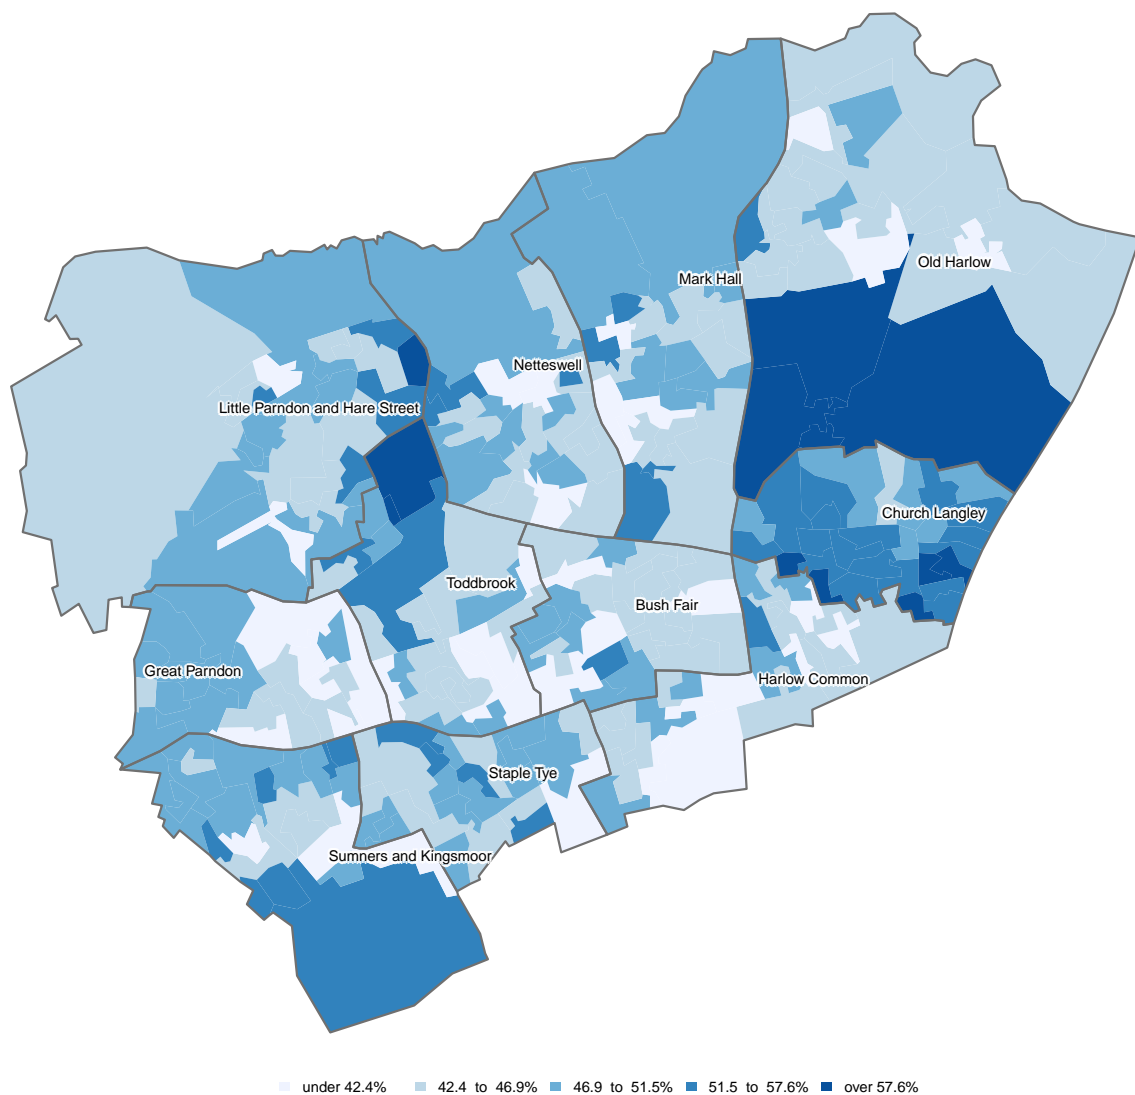 Old Harlow
Mark Hall
Netteswell
Little Parndon and Hare Street
Church Langley
Toddbrook
Bush Fair
Great Parndon
Harlow Common
Staple Tye
Sumners and Kingsmoor
under 42.4% 42.4 to 46.9% 46.9 to 51.5% 51.5 to 57.6% over 57.6%